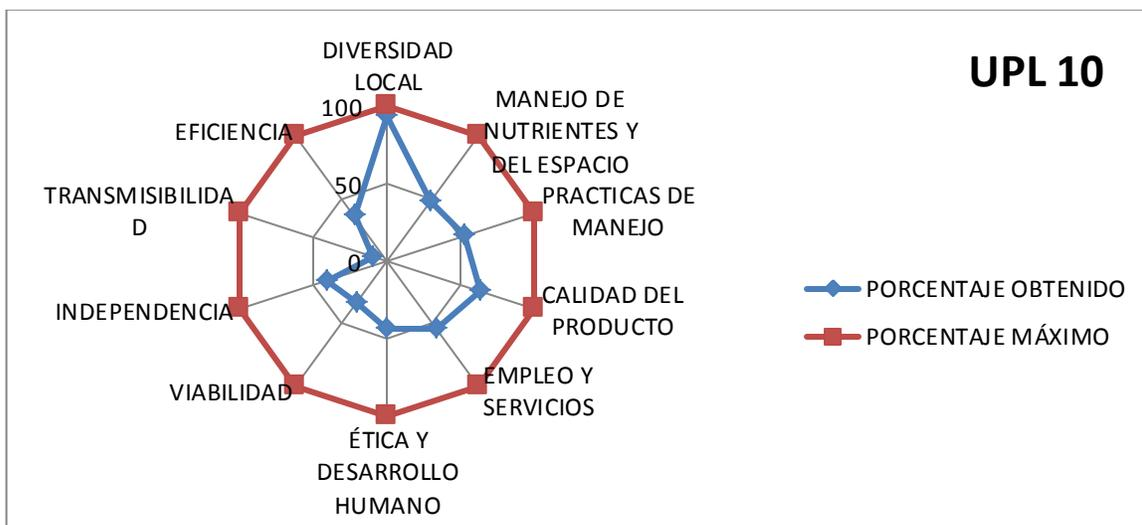 UPL 10
DIVERSIDAD
LOCAL
MANEJO DE
NUTRIENTES Y
DEL ESPACIO
PRACTICAS DE
MANEJO
CALIDAD DEL
PRODUCTO
EMPLEO Y
SERVICIOS
ÉTICA Y
DESARROLLO
HUMANO
VIABILIDAD
INDEPENDENCIA
TRANSMISIBILIDA
D
EFICIENCIA
100
50
0
PORCENTAJE OBTENIDO
PORCENTAJE MÁXIMO